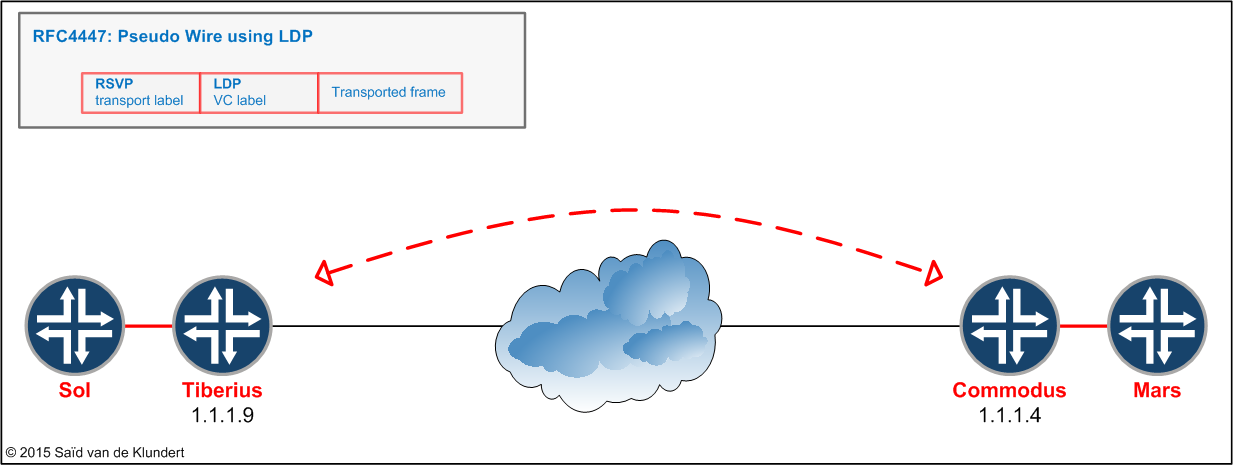 RFC4447: Pseudo Wire using LDP
RSVP
transport label
LDP
VC label
Transported frame
Sol
Tiberius
1.1.1.9
Commodus
1.1.1.4
Mars
© 2015 Saïd van de Klundert